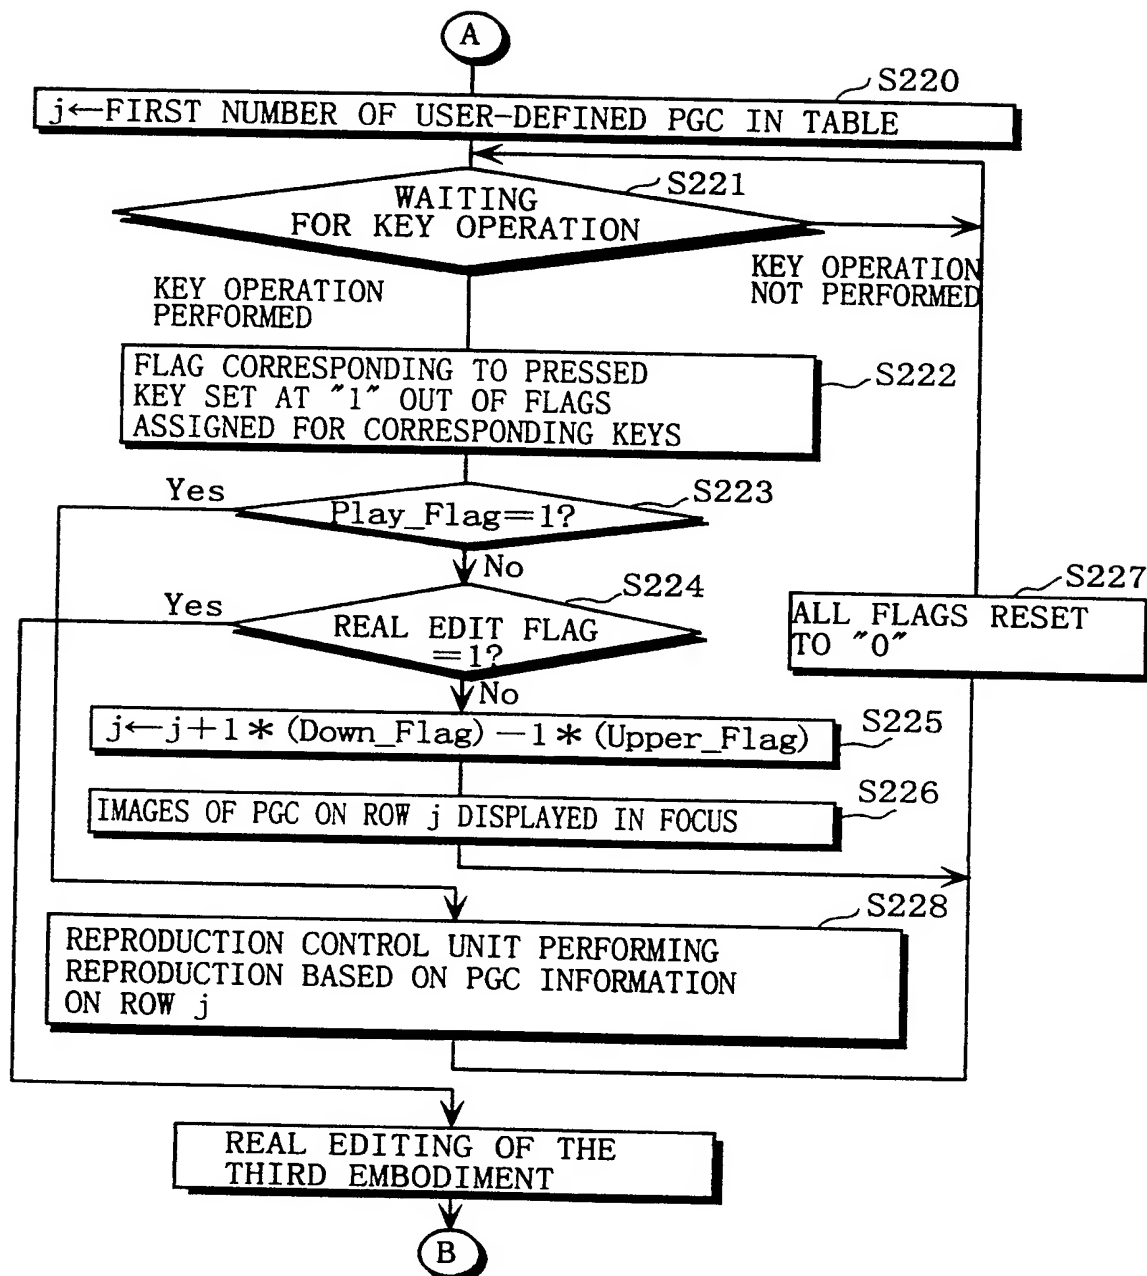 A
S220
j←FIRST NUMBER OF USER-DEFINED PGC IN TABLE
S221
WAITING
FOR KEY OPERATION
KEY OPERATION
NOT PERFORMED
KEY OPERATION
PERFORMED
FLAG CORRESPONDING TO PRESSED
KEY SET AT "1" OUT OF FLAGS
ASSIGNED FOR CORRESPONDING KEYS
S222
Yes
S223
Play_Flag=1?
No
Yes
S224
REAL EDIT FLAG
=1?
No
S227
ALL FLAGS RESET
TO "0"
j←j+1*(Down_Flag)-1*(Upper_Flag)
S225
IMAGES OF PGC ON ROW j DISPLAYED IN FOCUS
S226
S228
REPRODUCTION CONTROL UNIT PERFORMING
REPRODUCTION BASED ON PGC INFORMATION
ON ROW j
REAL EDITING OF THE
THIRD EMBODIMENT
B